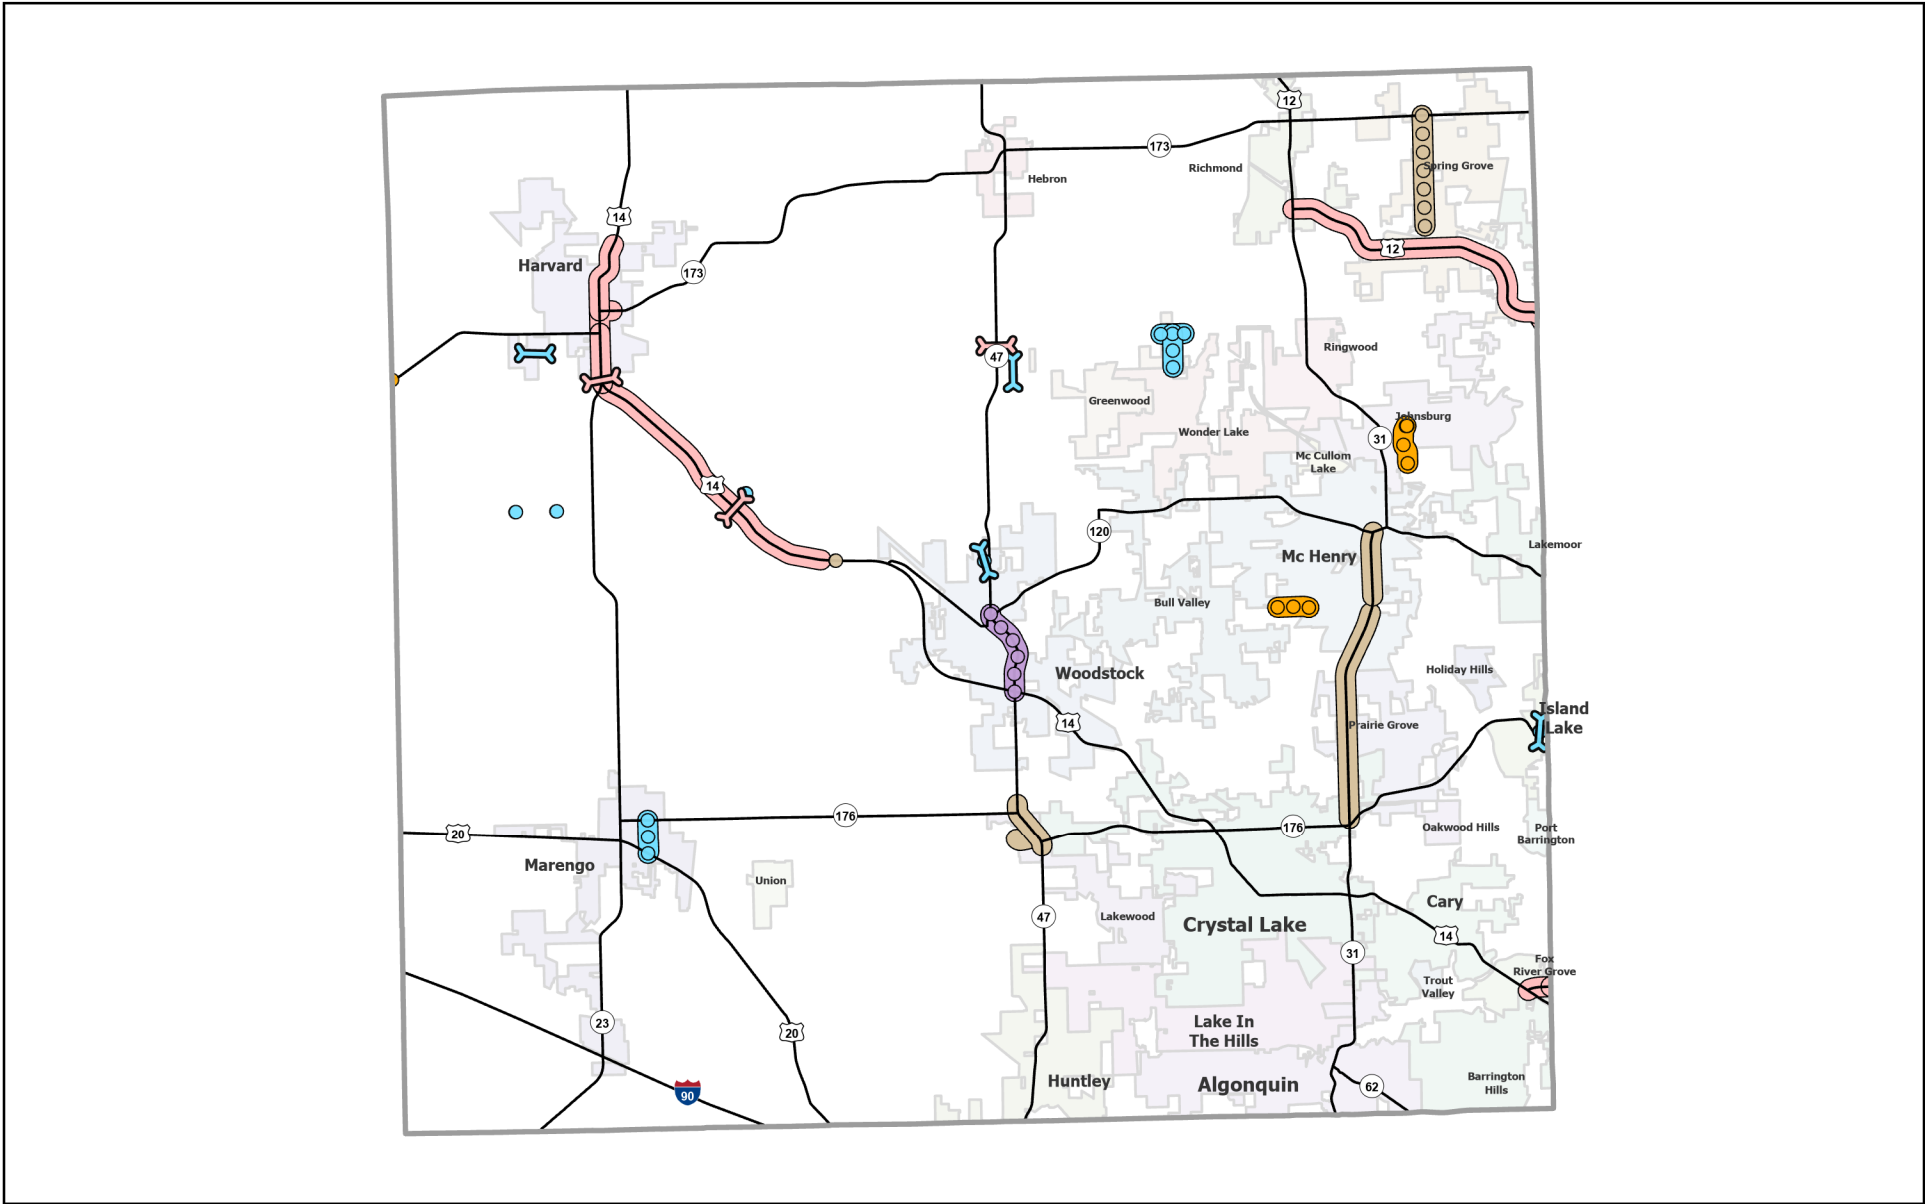 12
173
Richmond
Spring Grove
Hebron
14
Harvard
12
173
47
Ringwood
Greenwood
Johnsburg
Wonder Lake
31
Mc Cullom
Lake
14
120
Lakemoor
Mc Henry
Bull Valley
Woodstock
Holiday Hills
Island
Lake
14
Prairie Grove
176
176
20
Oakwood Hills
Port
Barrington
Marengo
Union
Cary
47
Lakewood
Crystal Lake
14
31
Fox
River Grove
Trout
Valley
23
20
Lake In
The Hills
Huntley
Algonquin
62
Barrington
Hills
90